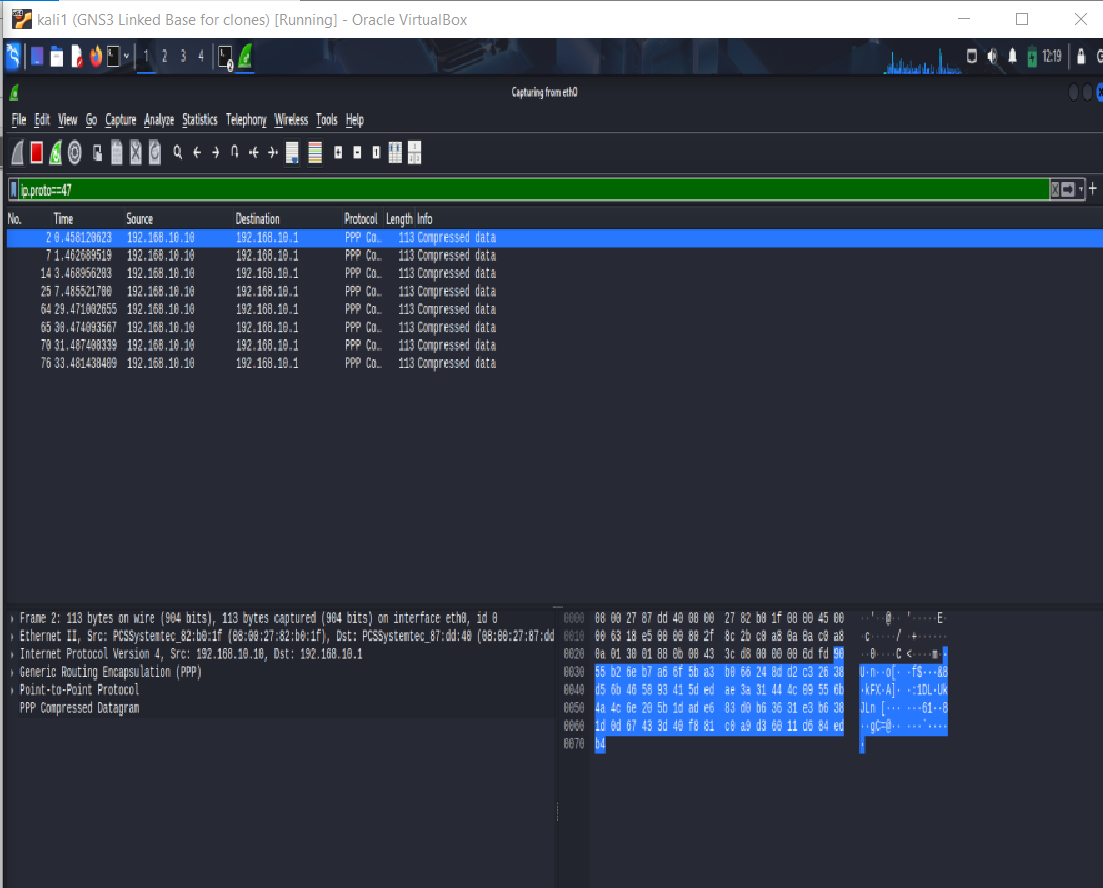 kali1 (GNS3 Linked Base for clones) [Running] - Oracle VirtualBox
1 2 3 4 12:19
Capturing from eth0
File Edit View Go Capture Analyze Statistics Telephony Wireless Tools Help
ip.proto==47
No. Time Source Destination Protocol Length Info
2 0.458120623 192.168.10.10 192.168.10.1 PPP Co… 113 Compressed data
7 1.462689519 192.168.10.10 192.168.10.1 PPP Co… 113 Compressed data
14 3.468956203 192.168.10.10 192.168.10.1 PPP Co… 113 Compressed data
25 7.485521700 192.168.10.10 192.168.10.1 PPP Co… 113 Compressed data
64 29.471002655 192.168.10.10 192.168.10.1 PPP Co… 113 Compressed data
65 30.474093567 192.168.10.10 192.168.10.1 PPP Co… 113 Compressed data
70 31.487400339 192.168.10.10 192.168.10.1 PPP Co… 113 Compressed data
76 33.481438409 192.168.10.10 192.168.10.1 PPP Co… 113 Compressed data
Frame 2: 113 bytes on wire (904 bits), 113 bytes captured (904 bits) on interface eth0, id 0
Ethernet II, Src: PCSSystemtec_82:b0:1f (08:00:27:82:b0:1f), Dst: PCSSystemtec_87:dd:40 (08:00:27:87:dd
Internet Protocol Version 4, Src: 192.168.10.10, Dst: 192.168.10.1
Generic Routing Encapsulation (PPP)
Point-to-Point Protocol
PPP Compressed Datagram
0000 08 00 27 87 dd 40 08 00 27 82 b0 1f 08 00 45 00 ··'··@·· '·····E·
0010 00 63 18 e5 00 00 80 2f 8c 2b c0 a8 0a 0a c0 a8 ·c·····/ ·+······
0020 0a 01 30 01 88 0b 00 43 3c d8 00 00 00 0d fd 90 ··0····C <····m··
0030 55 b2 6e b7 a6 6f 5b a3 b0 66 24 8d d2 c3 26 38 U·n··o[· ·f$···&8
0040 d5 6b 46 58 93 41 5d ed ae 3a 31 44 4c 09 55 6b ·kFX·A]· ·:1DL·Uk
0050 4a 4c 6e 20 5b 1d ad e6 83 d0 b6 36 31 e3 b6 38 JLn [··· ···61··8
0060 1d 0d 67 43 3d 40 f8 81 c0 a9 d3 60 11 d6 84 ed ··gC=@·· ···`····
0070 b4 ·